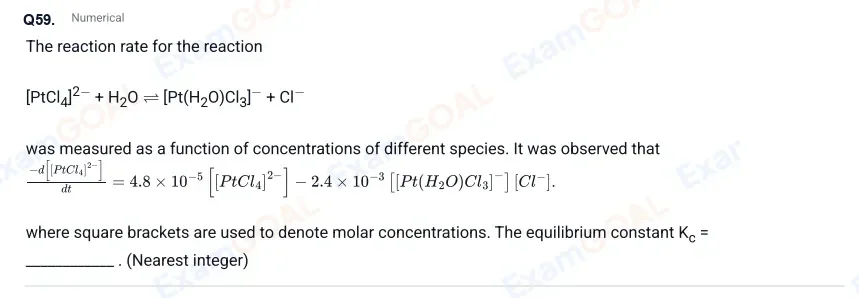 Q59. Numerical
The reaction rate for the reaction
[PtCl₄]²⁻ + H₂O ⇌ [Pt(H₂O)Cl₃]⁻ + Cl⁻
was measured as a function of concentrations of different species. It was observed that
−d[[PtCl₄]²⁻]/dt = 4.8 × 10⁻⁵ [[PtCl₄]²⁻] − 2.4 × 10⁻³ [[Pt(H₂O)Cl₃]⁻] [Cl⁻].
where square brackets are used to denote molar concentrations. The equilibrium constant K_c =
____________ . (Nearest integer)